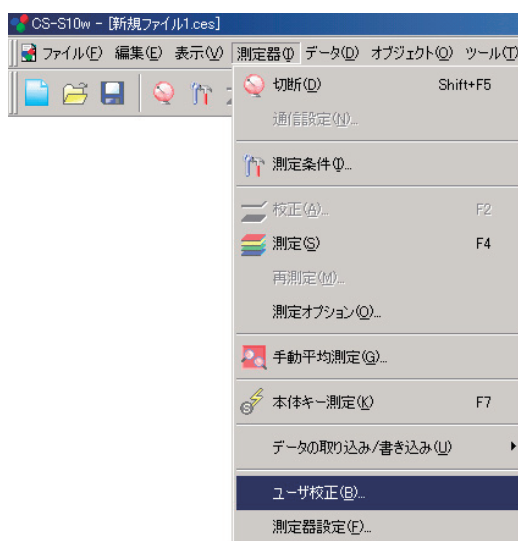 CS-S10w - [新規ファイル1.ces]
ファイル(F) 編集(E) 表示(V) 測定器(I) データ(D) オブジェクト(O) ツール(T)
切断(D) Shift+F5
通信設定(N)...
測定条件(I)...
校正(A)... F2
測定(S) F4
再測定(M)...
測定オプション(O)...
手動平均測定(G)...
本体キー測定(K) F7
データの取り込み/書き込み(U)
ユーザ校正(B)...
測定器設定(F)...